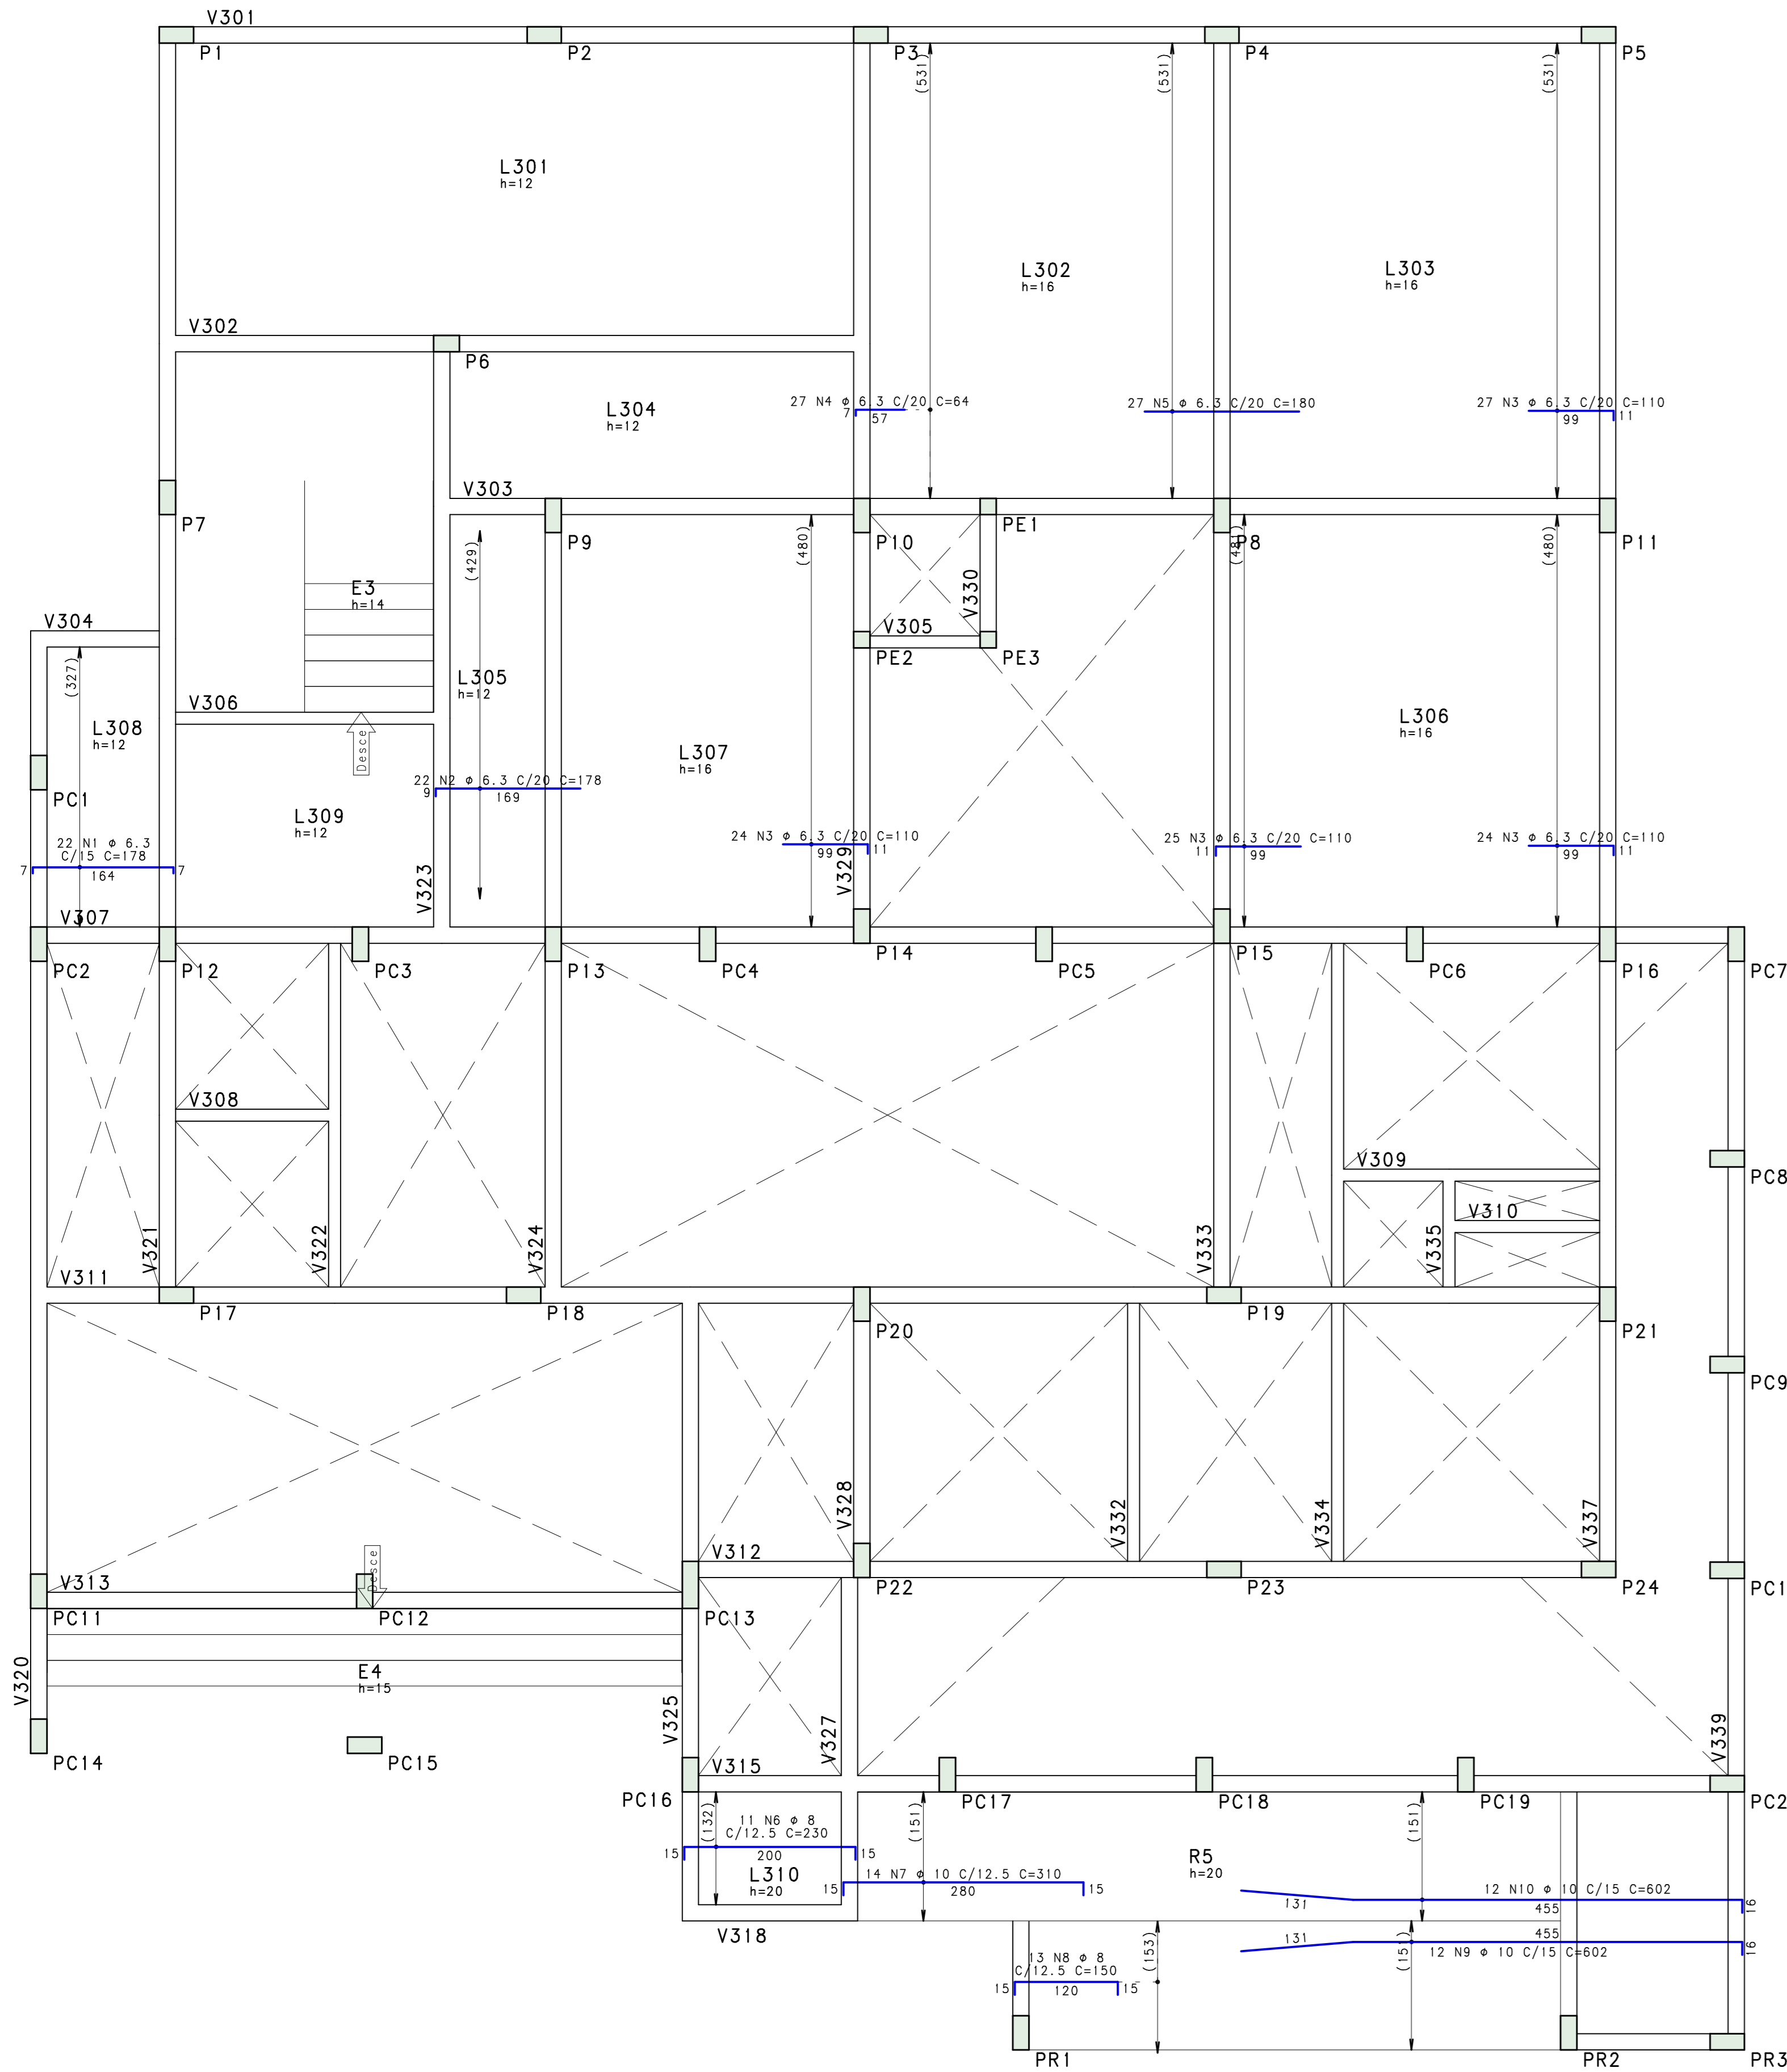 V301
P1
P2
P3
P4
P5
(531)
(531)
(531)
L301
h=12
L302
h=16
L303
h=16
V302
P6
L304
h=12
27 N4 ø 6.3 C/20 C=64
7
57
27 N5 ø 6.3 C/20 C=180
27 N3 ø 6.3 C/20 C=110
99
11
V303
P7
P9
P10
PE1
P8
P11
(429)
(480)
(481)
(480)
E3
h=14
V330
V304
V305
PE2
PE3
(327)
L305
h=12
V306
L308
h=12
Desce
L307
h=16
L306
h=16
PC1
22 N2 ø 6.3 C/20 C=178
9
169
L309
h=12
22 N1 ø 6.3
C/15 C=178
7
164
7
24 N3 ø 6.3 C/20 C=110
99
11
25 N3 ø 6.3 C/20 C=110
11
99
24 N3 ø 6.3 C/20 C=110
99
11
V323
V329
V307
PC2
P12
PC3
P13
PC4
P14
PC5
P15
PC6
P16
PC7
V308
V309
PC8
V310
V321
V322
V324
V333
V335
V311
P17
P18
P20
P19
P21
PC9
V328
V332
V334
V337
V312
P22
P23
P24
PC1
V313
Desce
PC11
PC12
PC13
V320
E4
h=15
V325
V327
V339
PC14
PC15
V315
PC16
PC17
PC18
PC19
PC2
(132)
(151)
(151)
11 N6 ø 8
C/12.5 C=230
15
200
15
L310
h=20
R5
h=20
14 N7 ø 10 C/12.5 C=310
15
280
15
12 N10 ø 10 C/15 C=602
131
455
16
V318
131
455
12 N9 ø 10 C/15 C=602
16
(153)
(151)
13 N8 ø 8
C/12.5 C=150
15
120
15
PR1
PR2
PR3